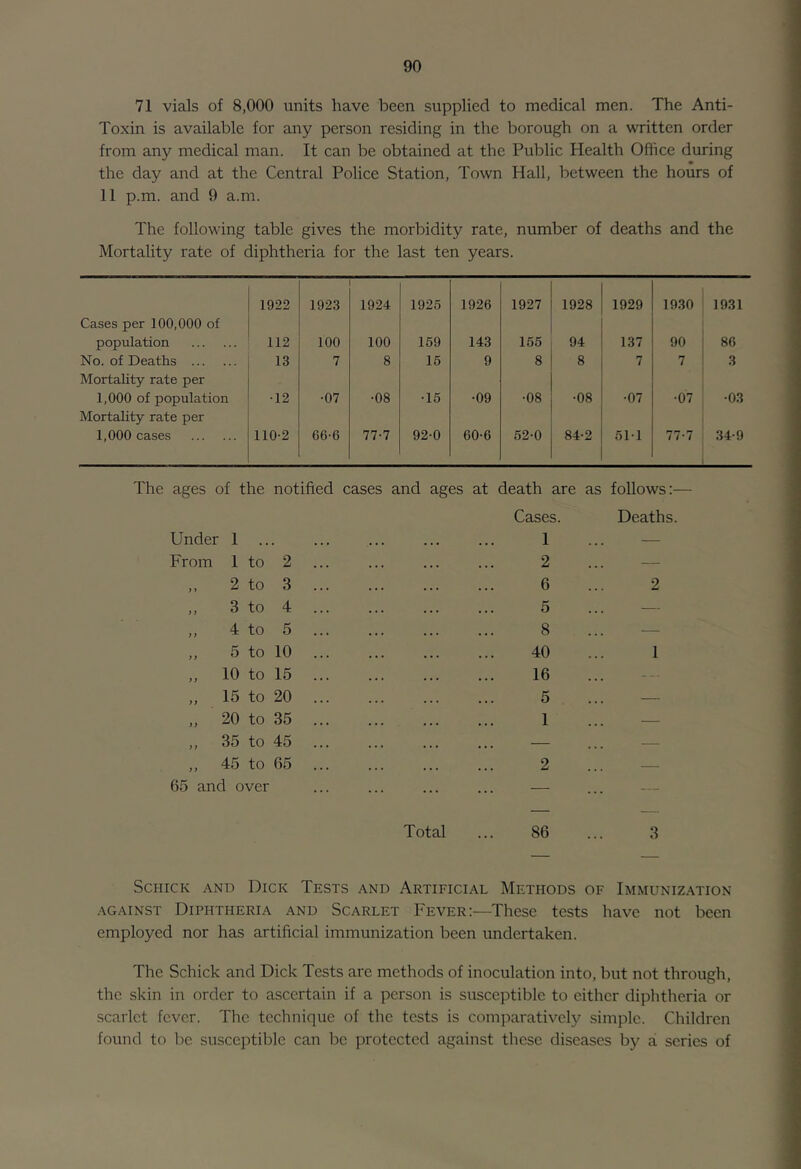 90
71 vials of 8,000 units have been supplied to medical men. The Anti-
Toxin is available for any person residing in the borough on a written order
from any medical man. It can be obtained at the Public Health Office during
the day and at the Central Police Station, Town Hall, between the hours of
11 p.m. and 9 a.m.
The following table gives the morbidity rate, number of deaths and the
Mortality rate of diphtheria for the last ten years.
1922 1923 1924 1925 1926 1927 1928 1929 1930 1931
Cases per 100,000 of
population ... ... 112 100 100 159 143 155 94 137 90 86
No. of Deaths ... ... 13 7 8 15 9 8 8 7 7 3
Mortality rate per
1,000 of population ·12 ·07 ·08 ·15 ·09 ·08 ·08 ·07 ·07 ·03
Mortality rate per
1,000 cases ... ... 110·2 66·6 77·7 92·0 60·6 52·0 84·2 51·1 77·7 34·9
The ages of the notified cases and ages at death are as follows:—
Cases. Deaths.
Under 1 ... ... ... ... ... 1 ... —
From 1 to 2 ... ... ... ... ... 2 ... —
,, 2 to 3 ... ... ... ... ... 6 ... 2
,, 3 to 4 ... ... ... ... ... 5 ... —
,, 4 to 5 ... ... ... ... ... 8 ... —
,, 5 to 10 ... ... ... ... ... 40 ... 1
,, 10 to 15 ... ... ... ... ... 16 ... —
,, 15 to 20 ... ... ... ... ... 5 ... —
,, 20 to 35 ... ... ... ... ... 1 ... —
,, 35 to 45 ... ... ... ... ... — ... —
,, 45 to 65 ... ... ... ... ... 2 ... —
65 and over ... ... ... ... — ... —
Total ... 86 ... 3
Schick and Dick Tests and Artificial Methods of Immunization
against Diphtheria and Scarlet Fever:—These tests have not been
employed nor has artificial immunization been undertaken.
The Schick and Dick Tests are methods of inoculation into, but not through,
the skin in order to ascertain if a person is susceptible to either diphtheria or
scarlet fever. The technique of the tests is comparatively simple. Children
found to be susceptible can be protected against these diseases by a series of